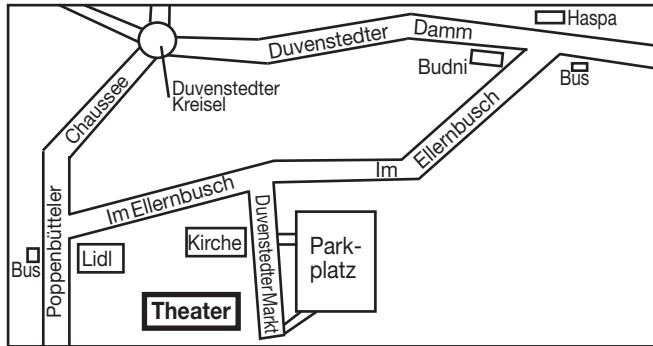 Haspa
Duvenstedter Damm
Budni
Bus
Duvenstedter
Kreisel
Poppenbütteler Chaussee
Im Ellernbusch
Im Ellernbusch
Duvenstedter Markt
Kirche
Park-
platz
Bus
Lidl
Theater